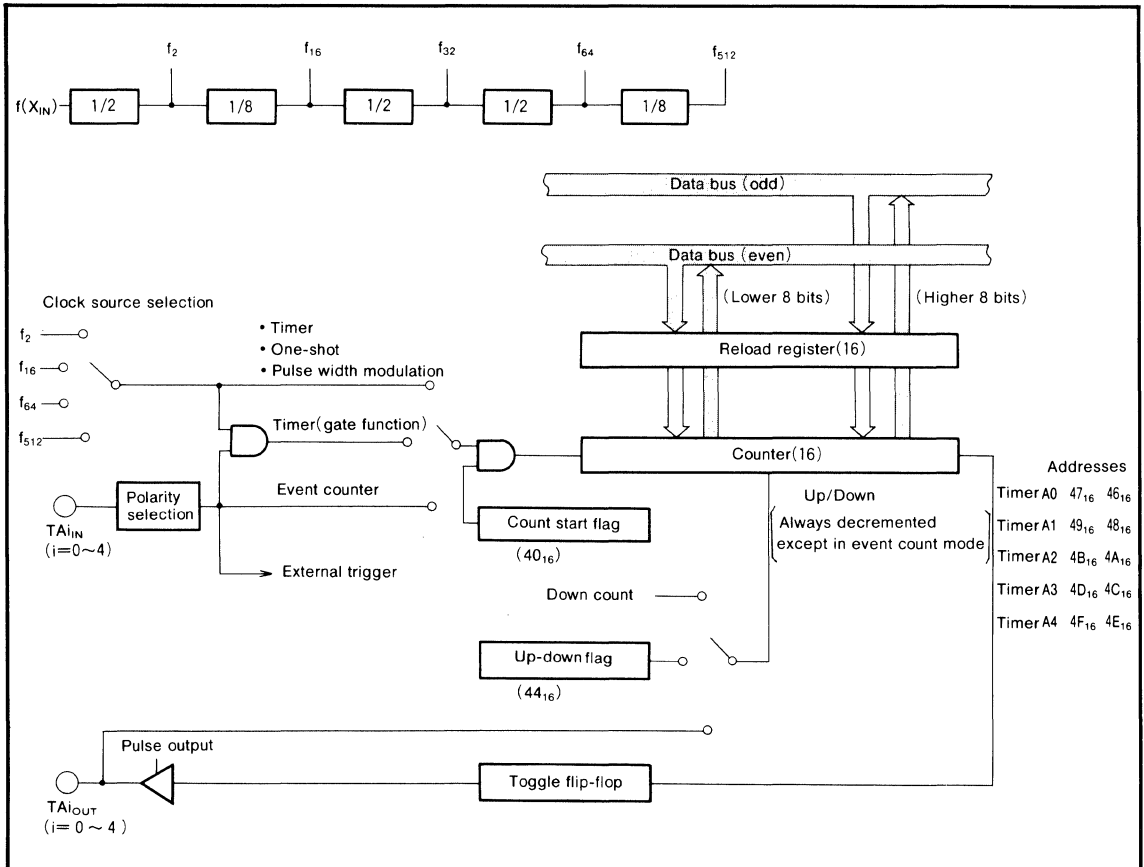 f₂ f₁₆ f₃₂ f₆₄ f₅₁₂
f(X_IN) 1/2 1/8 1/2 1/2 1/8
Data bus (odd)
Data bus (even)
(Lower 8 bits) (Higher 8 bits)
Clock source selection
f₂
f₁₆
f₆₄
f₅₁₂
• Timer
• One-shot
• Pulse width modulation
Reload register(16)
Timer(gate function)
Counter(16)
Polarity selection
Event counter
TAi_IN
(i=0~4)
External trigger
Count start flag
(40₁₆)
Up/Down
Always decremented
except in event count mode
Addresses
Timer A0 47₁₆ 46₁₆
Timer A1 49₁₆ 48₁₆
Timer A2 4B₁₆ 4A₁₆
Timer A3 4D₁₆ 4C₁₆
Timer A4 4F₁₆ 4E₁₆
Down count
Up-down flag
(44₁₆)
Pulse output
Toggle flip-flop
TAi_OUT
(i=0~4)